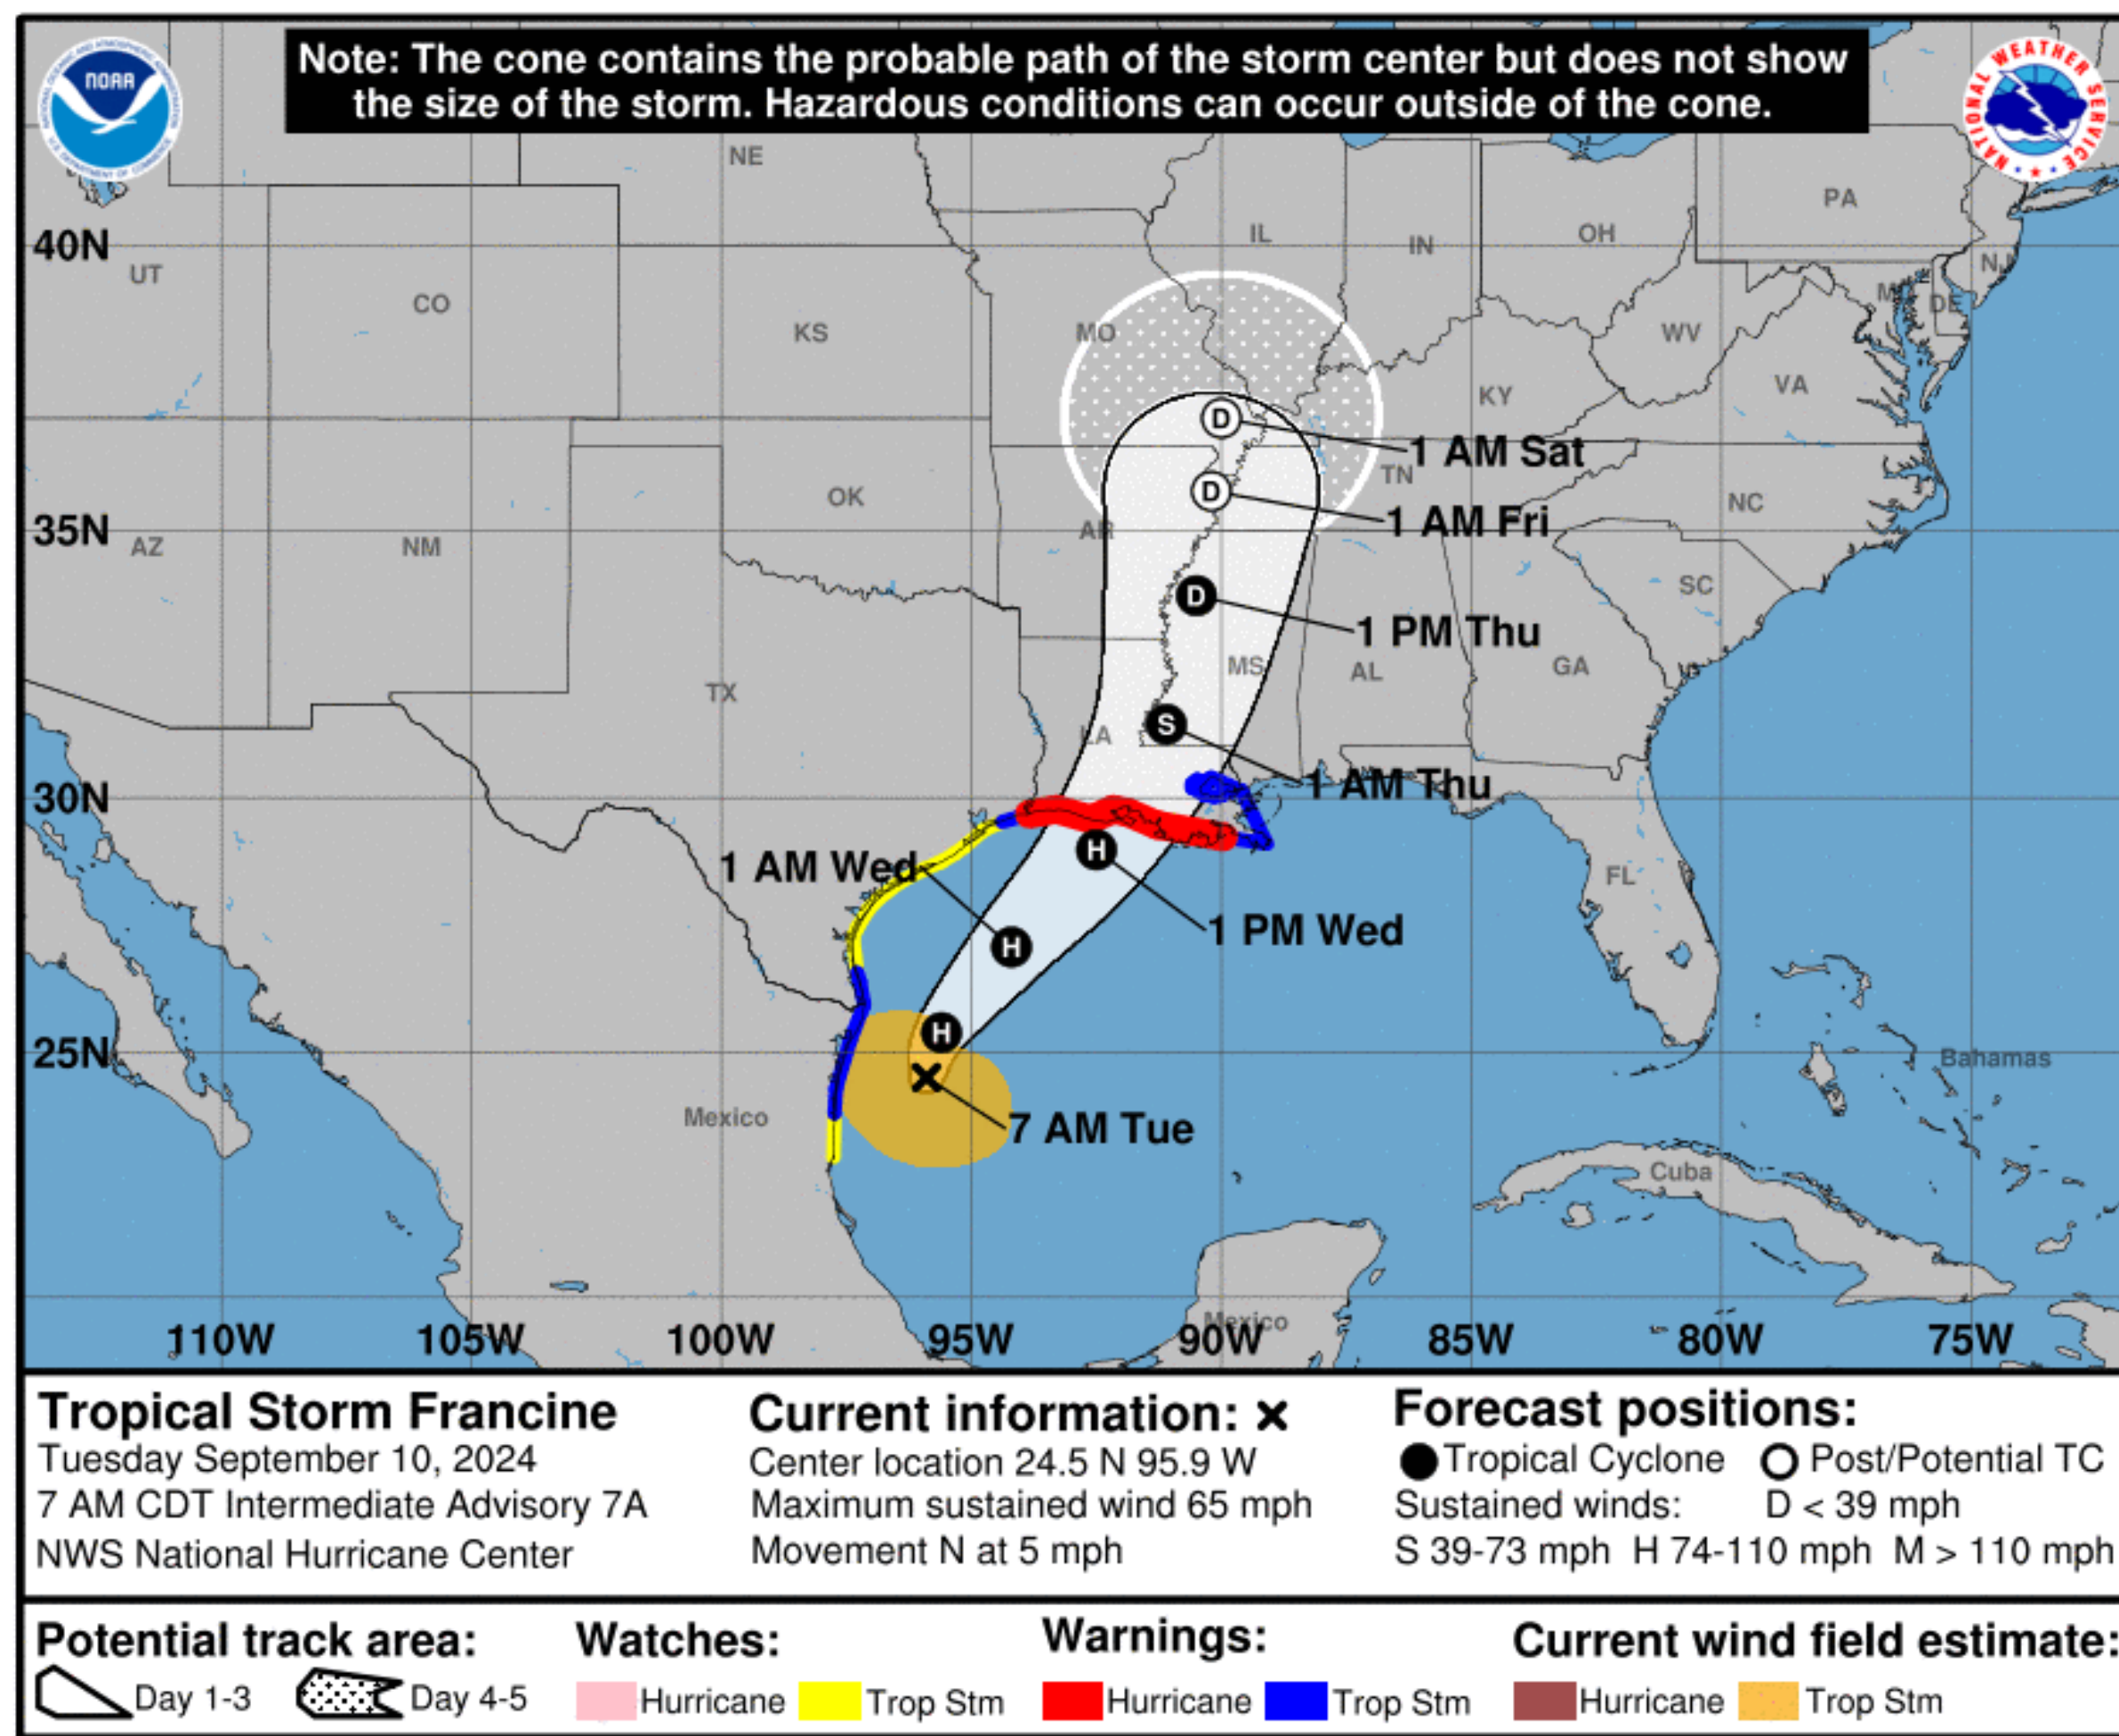 Note: The cone contains the probable path of the storm center but does not show
the size of the storm. Hazardous conditions can occur outside of the cone.
NOAA
NATIONAL WEATHER SERVICE
NE
PA
40N
IL
IN
OH
UT
NJ
CO
DE
MO
KS
WV
KY
VA
D
1 AM Sat
TN
OK
D
NC
35N
1 AM Fri
AR
AZ
NM
SC
D
1 PM Thu
MS
AL
GA
TX
S
LA
30N
1 AM Thu
H
1 AM Wed
FL
1 PM Wed
H
H
25N
Bahamas
Mexico
7 AM Tue
Cuba
Mexico
110W
105W
100W
95W
90W
85W
80W
75W
Tropical Storm Francine
Tuesday September 10, 2024
7 AM CDT Intermediate Advisory 7A
NWS National Hurricane Center
Current information: x
Center location 24.5 N 95.9 W
Maximum sustained wind 65 mph
Movement N at 5 mph
Forecast positions:
Tropical Cyclone Post/Potential TC
Sustained winds: D < 39 mph
S 39-73 mph H 74-110 mph M > 110 mph
Potential track area:
Day 1-3 Day 4-5
Watches:
Hurricane Trop Stm
Warnings:
Hurricane Trop Stm
Current wind field estimate:
Hurricane Trop Stm